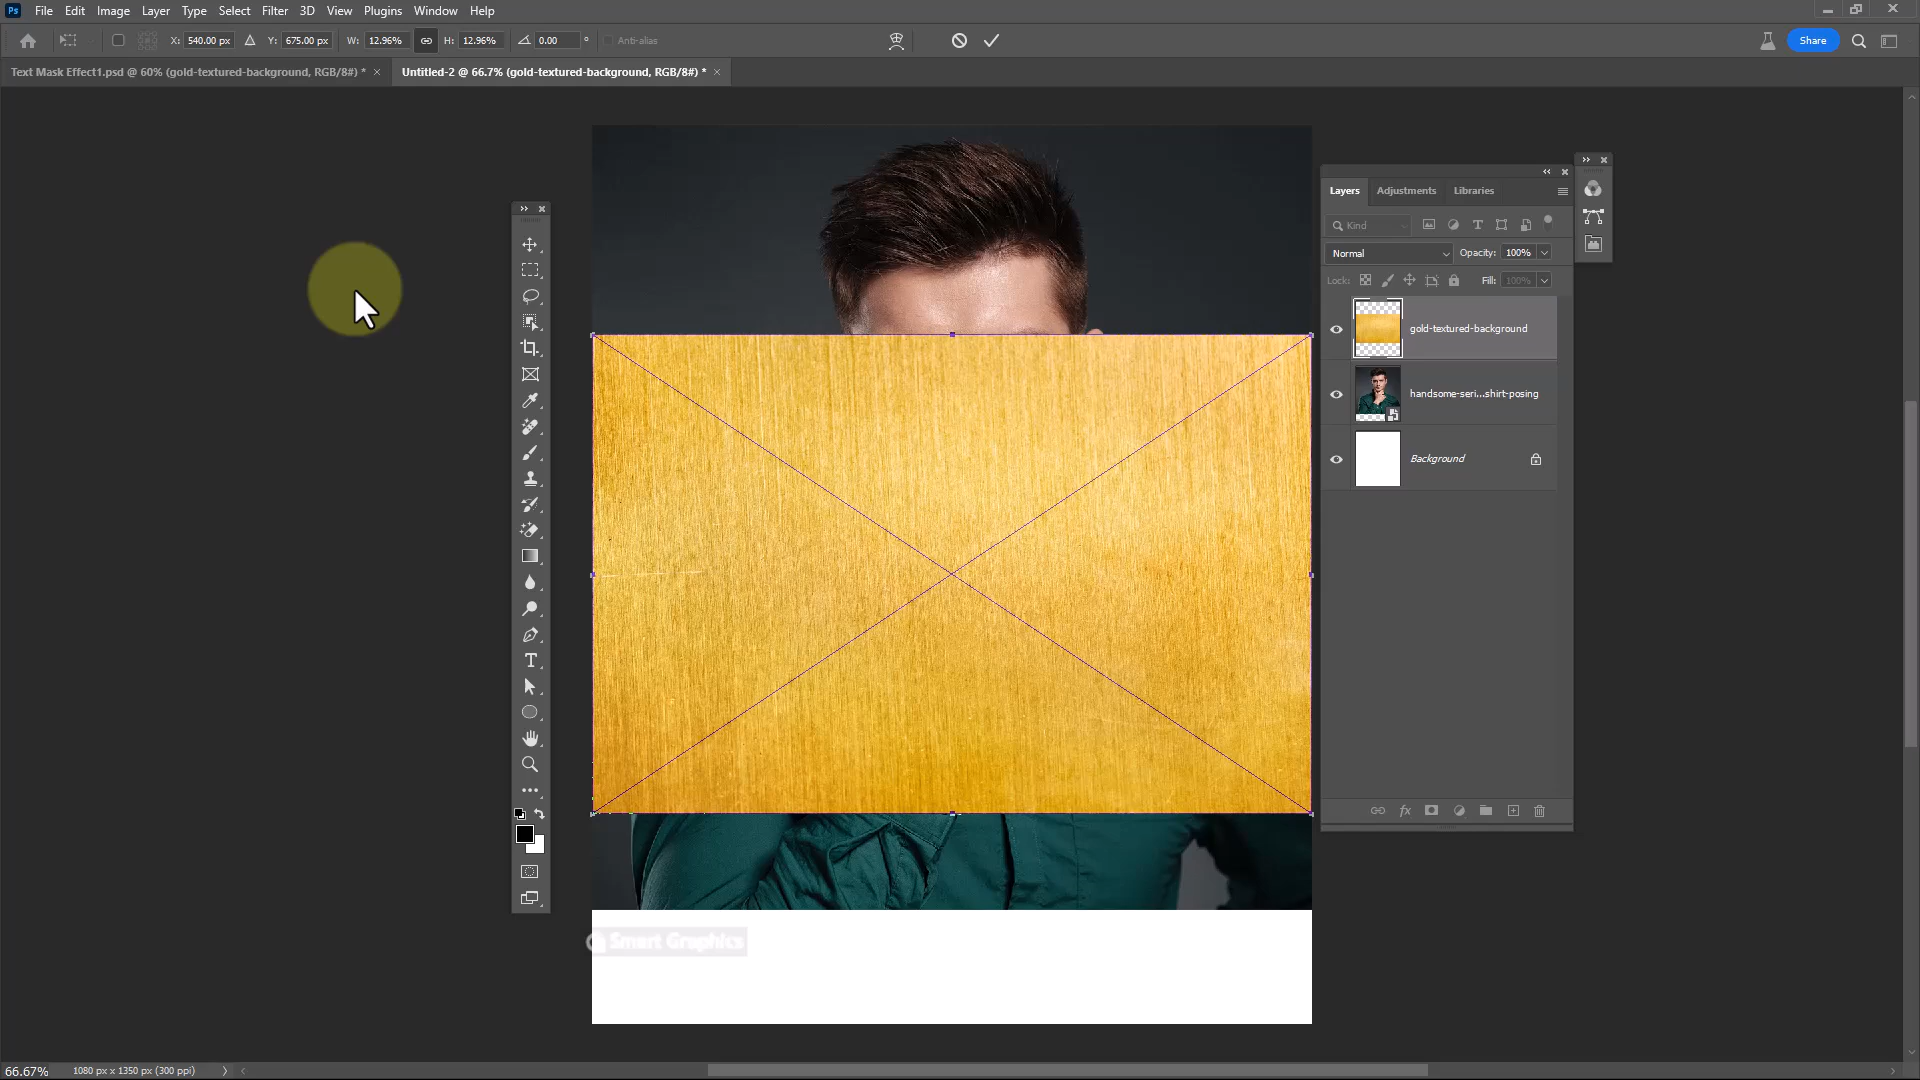 Ps File Edit Image Layer Type Select Filter 3D View Plugins Window Help
X: 540.00 px Y: 675.00 px W: 12.96% H: 12.96% 0.00 ° Anti-alias Share
Text Mask Effect1.psd @ 60% (gold-textured-background, RGB/8#) * × Untitled-2 @ 66.7% (gold-textured-background, RGB/8#) * ×
Layers Adjustments Libraries
Kind
Normal Opacity: 100%
Lock: Fill: 100%
gold-textured-background
handsome-seri...shirt-posing
Background
Smart Graphics
66.67% 1080 px x 1350 px (300 ppi)